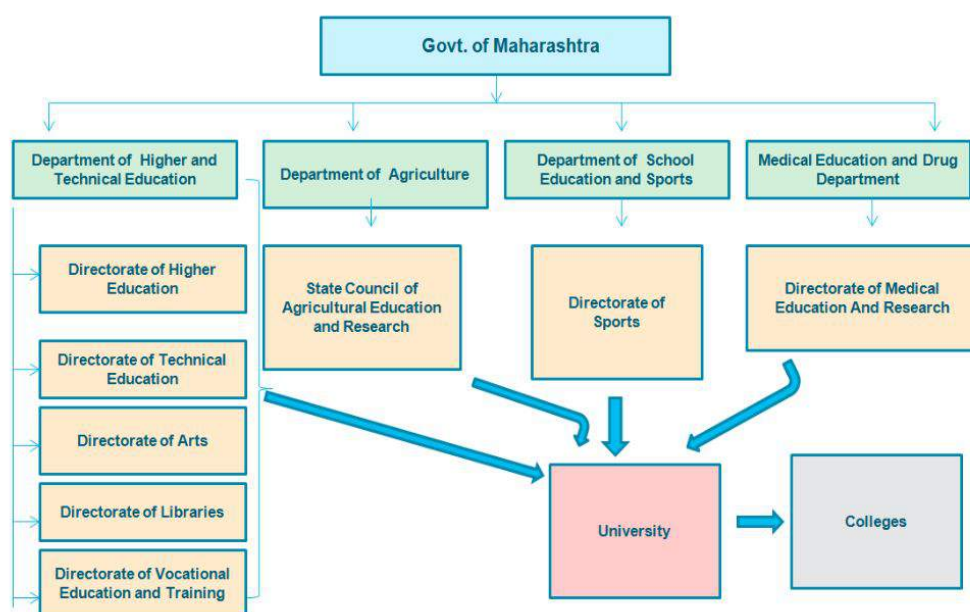 Govt. of Maharashtra
Department of Higher and
Technical Education
Department of Agriculture
Department of School
Education and Sports
Medical Education and Drug
Department
Directorate of Higher
Education
State Council of
Agricultural Education
and Research
Directorate of
Sports
Directorate of Medical
Education And Research
Directorate of Technical
Education
Directorate of Arts
Directorate of Libraries
Directorate of Vocational
Education and Training
University
Colleges